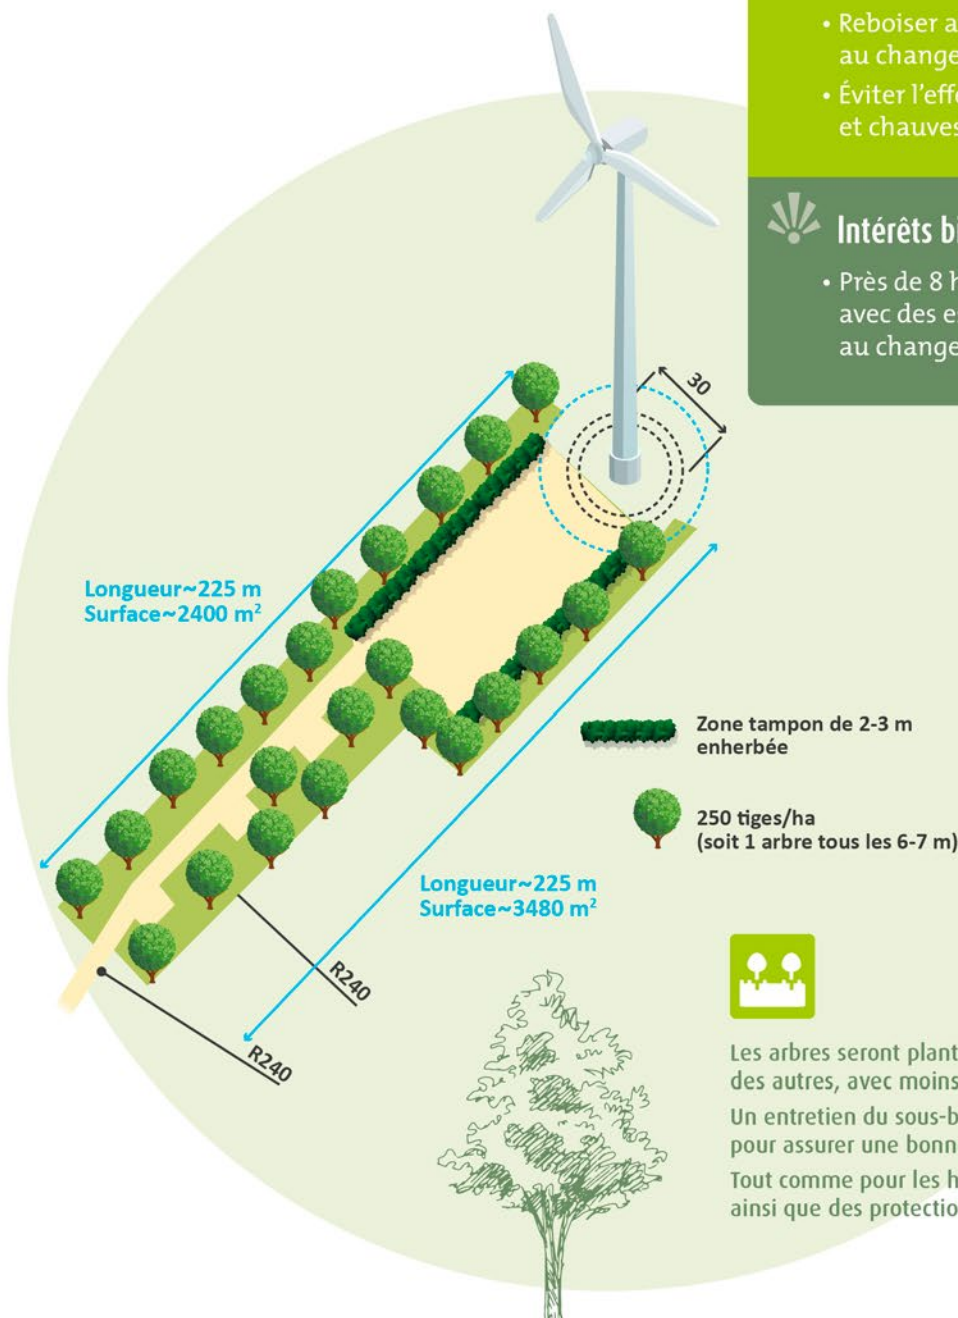 • Reboiser a
au change
• Éviter l'effe
et chauves
Intérêts bi
• Près de 8 h
avec des es
au change
30
Longueur~225 m
Surface~2400 m²
Zone tampon de 2-3 m
enherbée
250 tiges/ha
(soit 1 arbre tous les 6-7 m)
Longueur~225 m
Surface~3480 m²
R240
R240
Les arbres seront plant
des autres, avec moins
Un entretien du sous-b
pour assurer une bonn
Tout comme pour les h
ainsi que des protectio